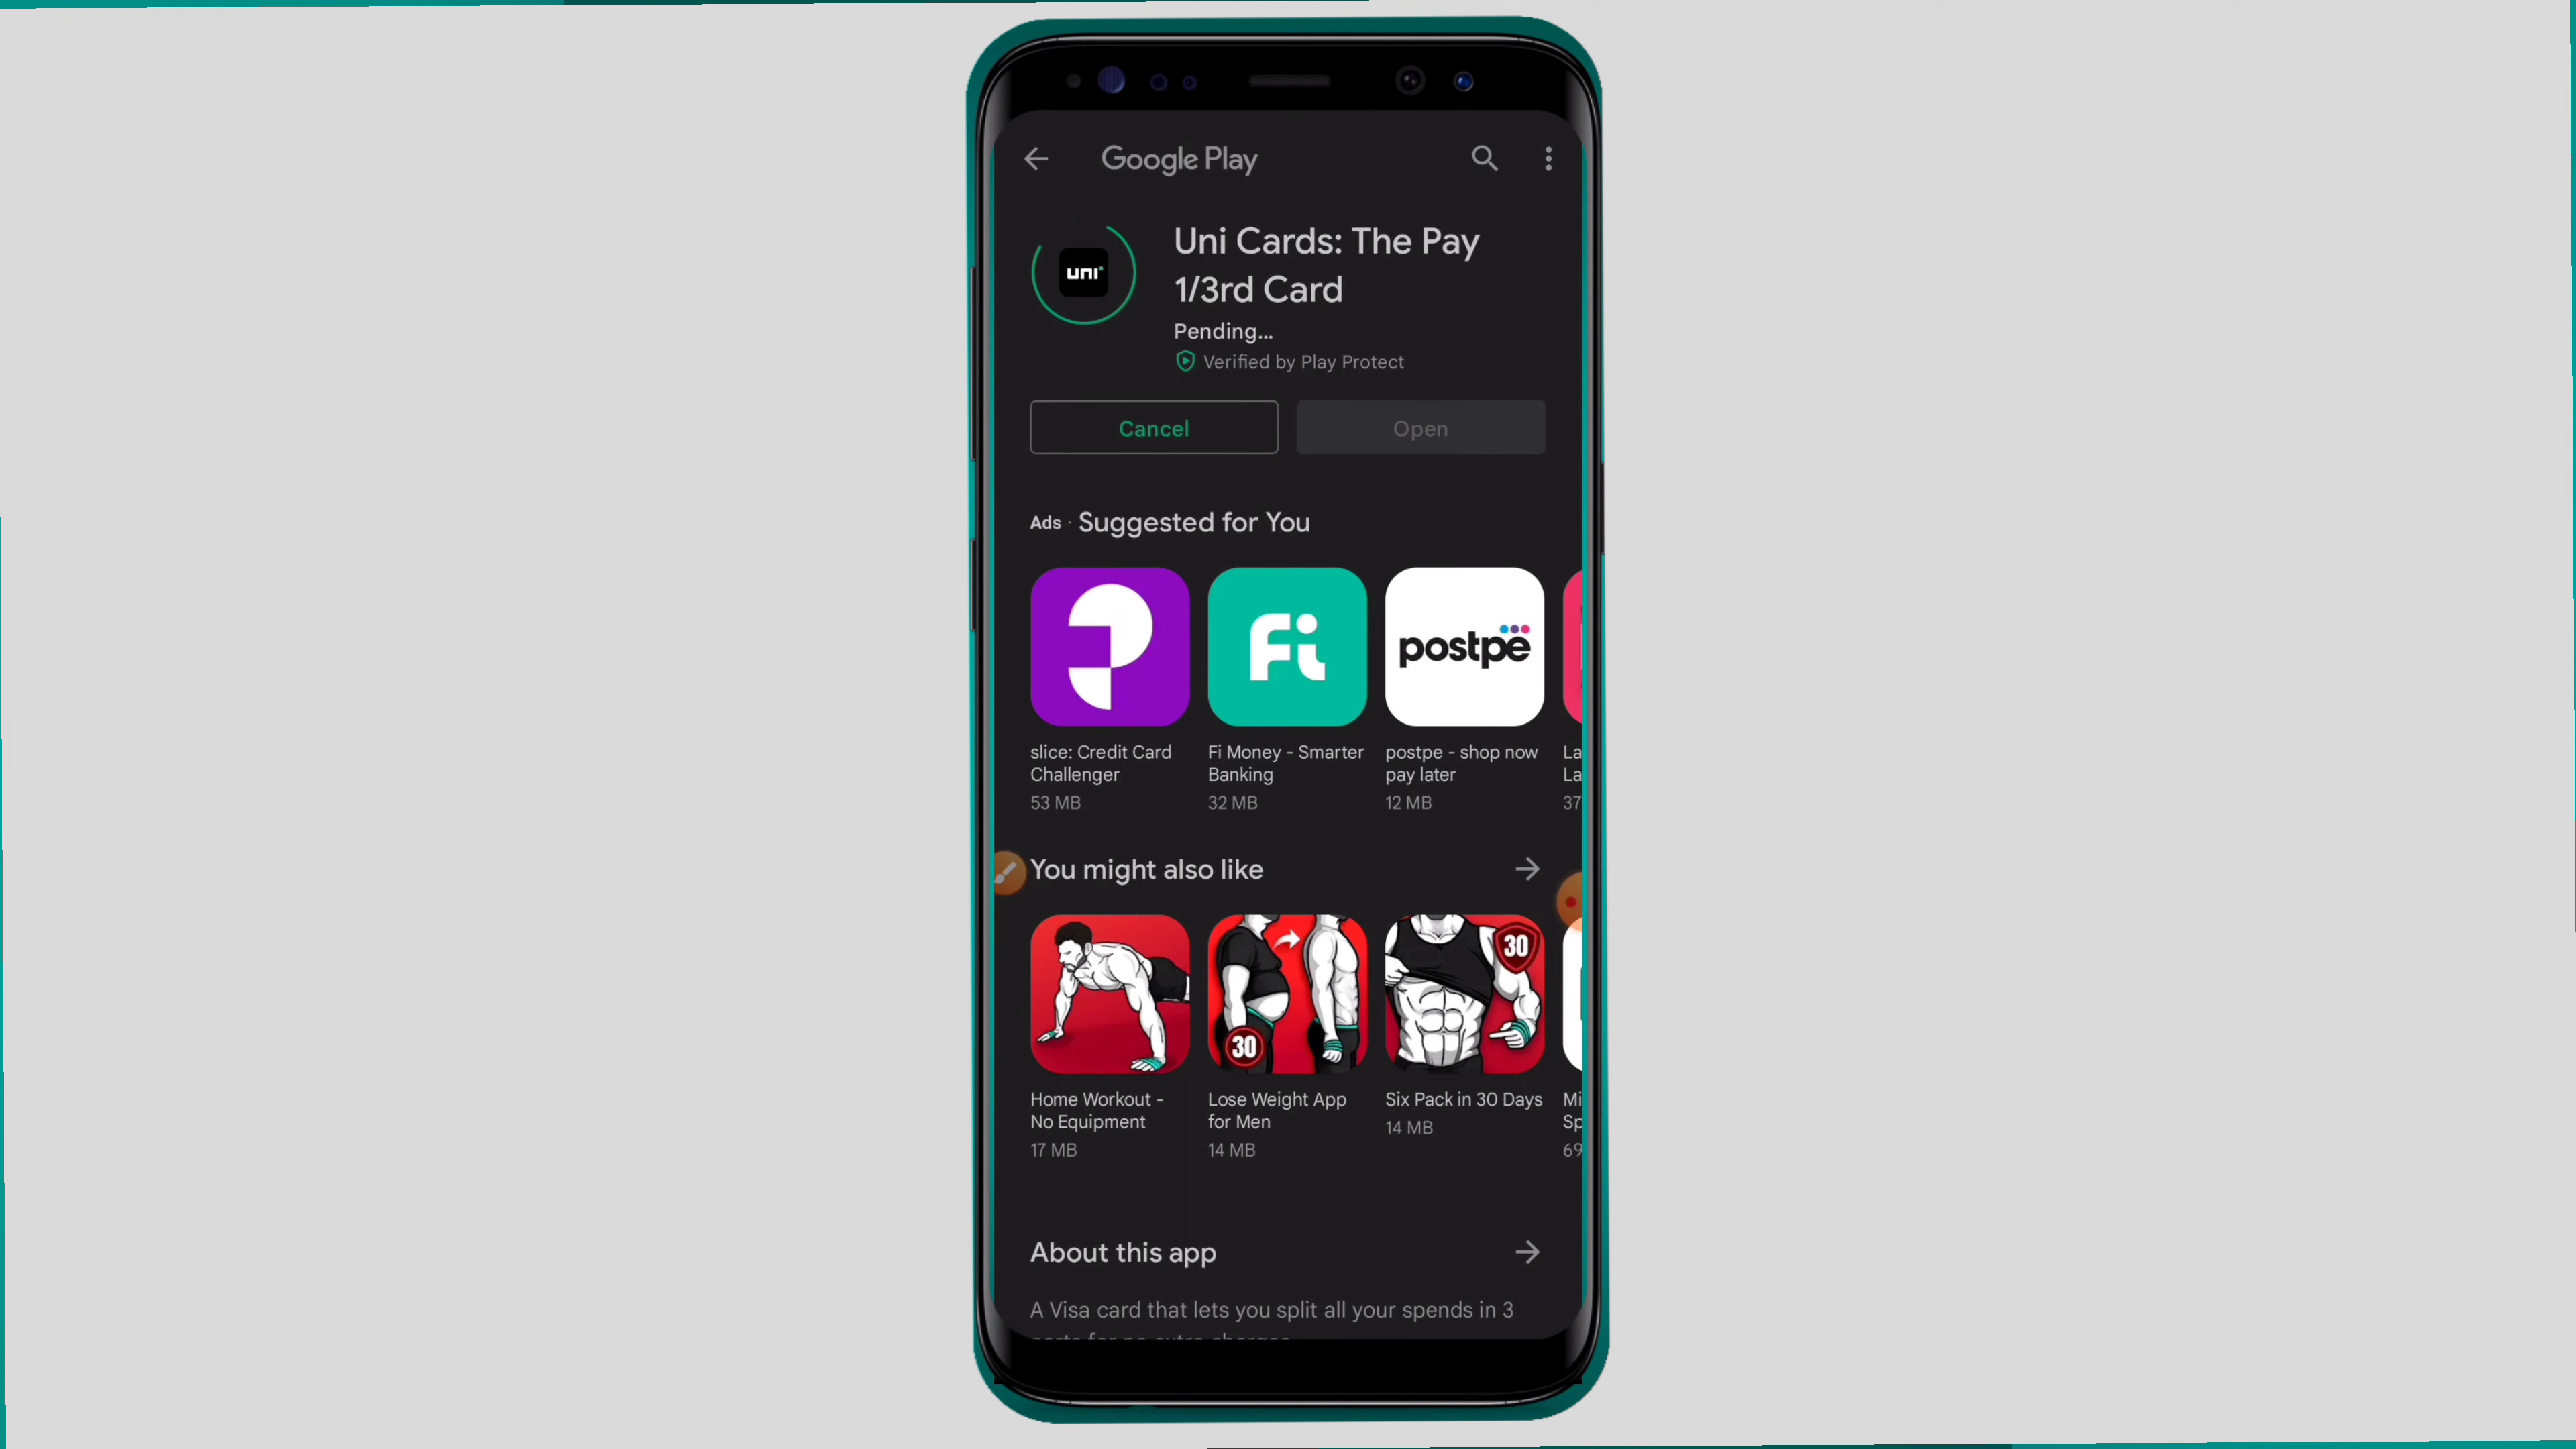 Google Play
uni
Uni Cards: The Pay
1/3rd Card
Pending...
Verified by Play Protect
Cancel
Open
Ads · Suggested for You
Fi
postpe
slice: Credit Card
Challenger
53 MB
Fi Money - Smarter
Banking
32 MB
postpe - shop now
pay later
12 MB
La
La
37
You might also like
30
30
Home Workout -
No Equipment
17 MB
Lose Weight App
for Men
14 MB
Six Pack in 30 Days
14 MB
Mi
Sp
69
About this app
A Visa card that lets you split all your spends in 3